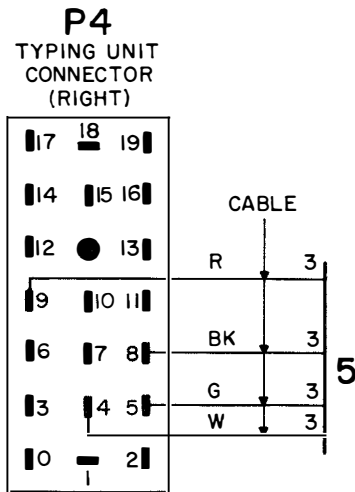 P4
TYPING UNIT
CONNECTOR
(RIGHT)
17 18 19
14 15 16
CABLE
12 13
R 3
9 10 11
BK 3
6 7 8
5
G 3
3 4 5
W 3
0 1 2